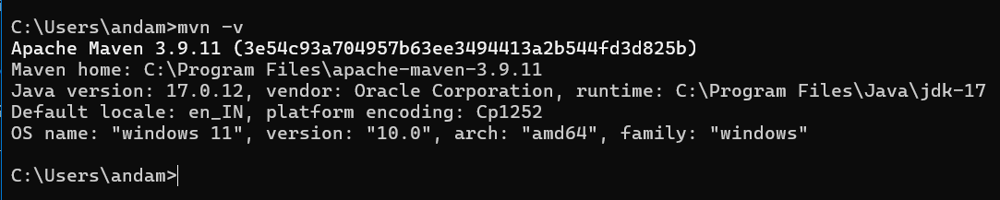 C:\Users\andam>mvn -v
Apache Maven 3.9.11 (3e54c93a704957b63ee3494413a2b544fd3d825b)
Maven home: C:\Program Files\apache-maven-3.9.11
Java version: 17.0.12, vendor: Oracle Corporation, runtime: C:\Program Files\Java\jdk-17
Default locale: en_IN, platform encoding: Cp1252
OS name: "windows 11", version: "10.0", arch: "amd64", family: "windows"
C:\Users\andam>